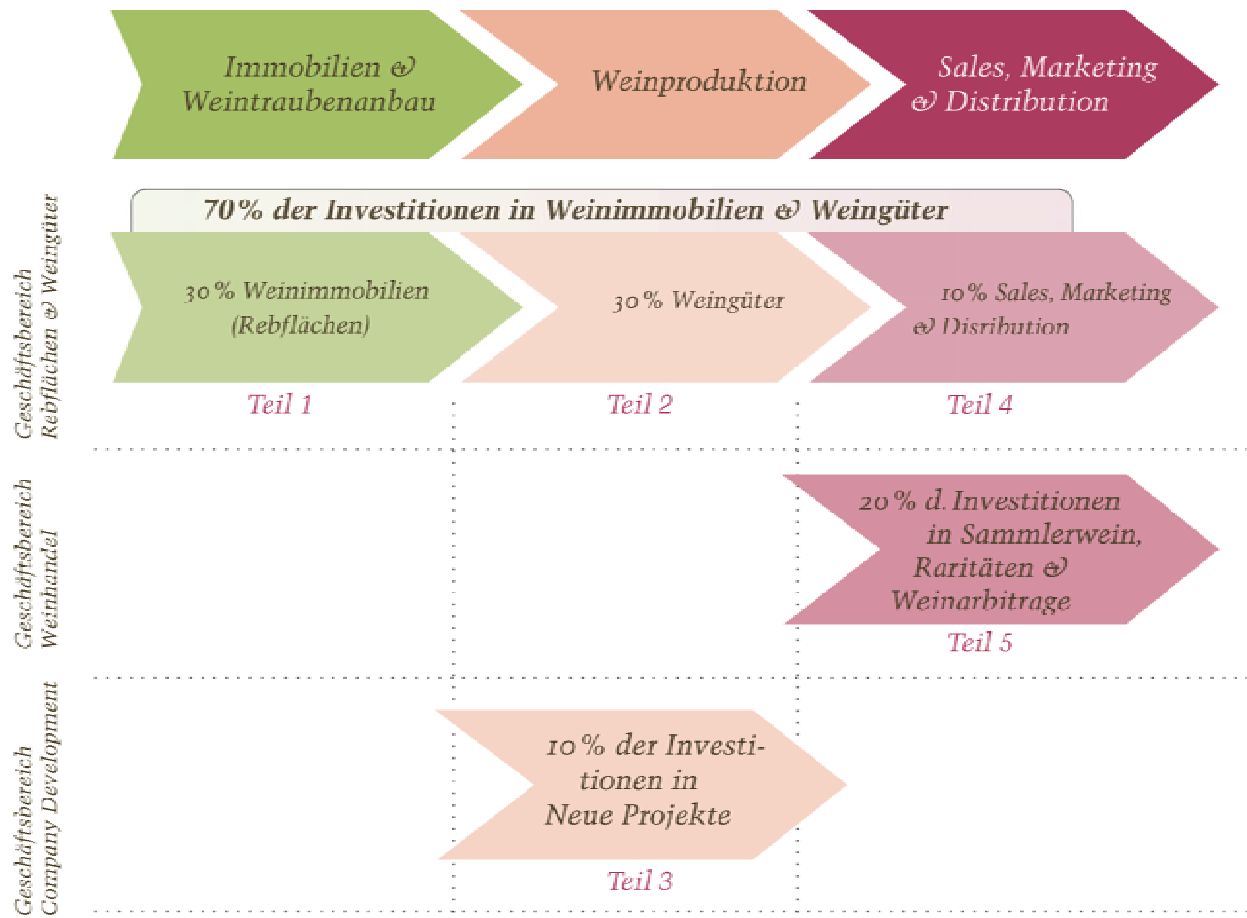 Immobilien &
Weintraubenanbau
Weinproduktion
Sales, Marketing
& Distribution
70% der Investitionen in Weinimmobilien & Weingüter
Geschäftsbereich
Rebflächen & Weingüter
30% Weinimmobilien
(Rebflächen)
30% Weingüter
10% Sales, Marketing
& Disribution
Teil 1
Teil 2
Teil 4
Geschäftsbereich
Weinhandel
20% d. Investitionen
in Sammlerwein,
Raritäten &
Weinarbitrage
Teil 5
Geschäftsbereich
Company Development
10% der Investi-
tionen in
Neue Projekte
Teil 3